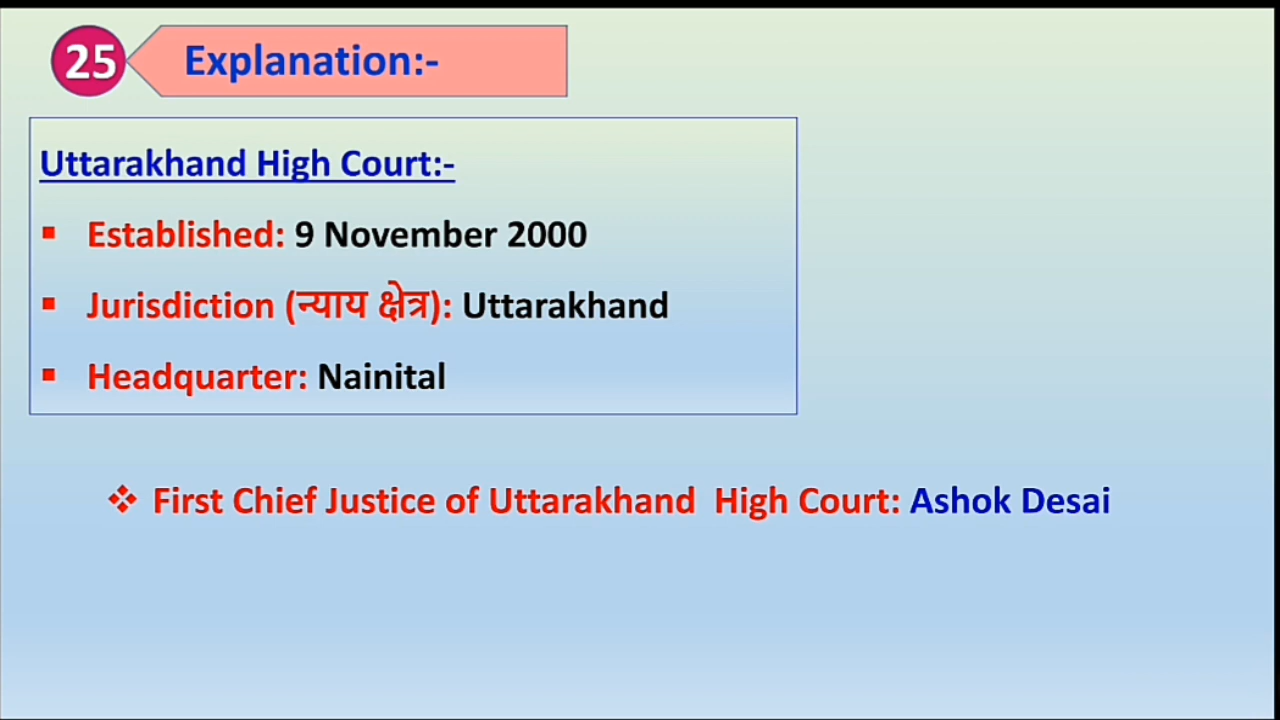 25 Explanation:-
Uttarakhand High Court:-
▪ Established: 9 November 2000
▪ Jurisdiction (न्याय क्षेत्र): Uttarakhand
▪ Headquarter: Nainital
❖ First Chief Justice of Uttarakhand High Court: Ashok Desai